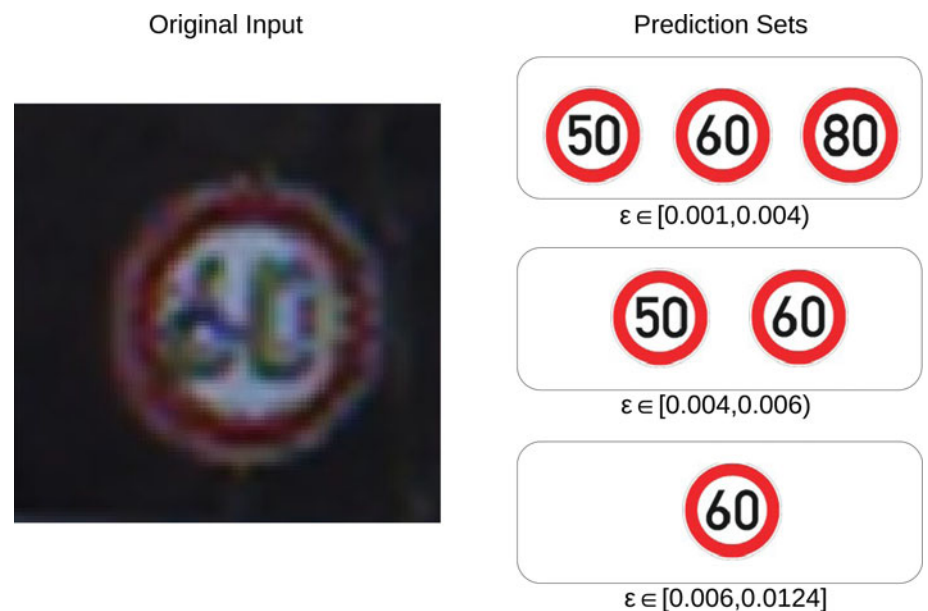 Original Input
60
Prediction Sets
50 60 80
ε ∈ [0.001,0.004)
50 60
ε ∈ [0.004,0.006)
60
ε ∈ [0.006,0.0124]